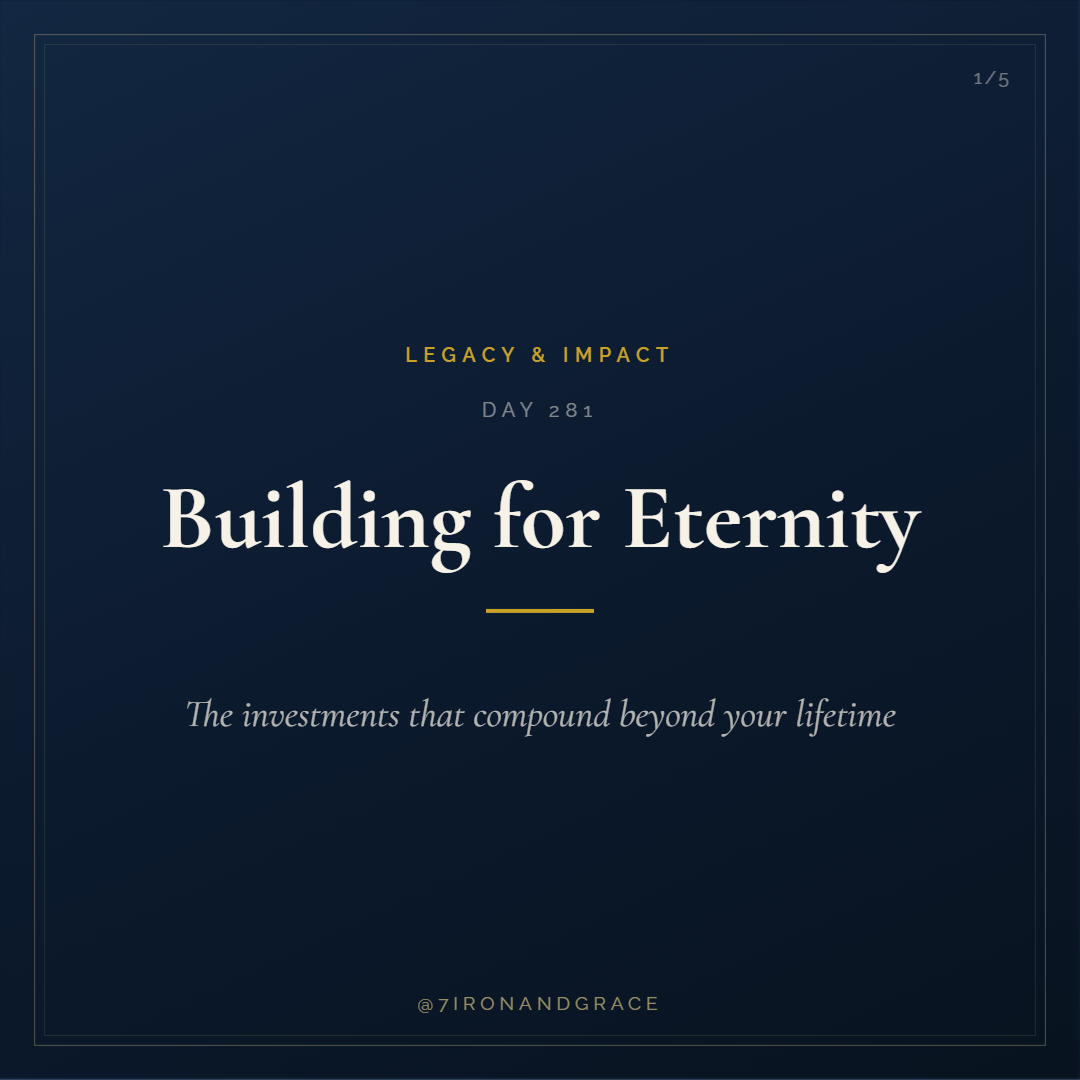 1/5
LEGACY & IMPACT
DAY 281
Building for Eternity
The investments that compound beyond your lifetime
@7IRONANDGRACE